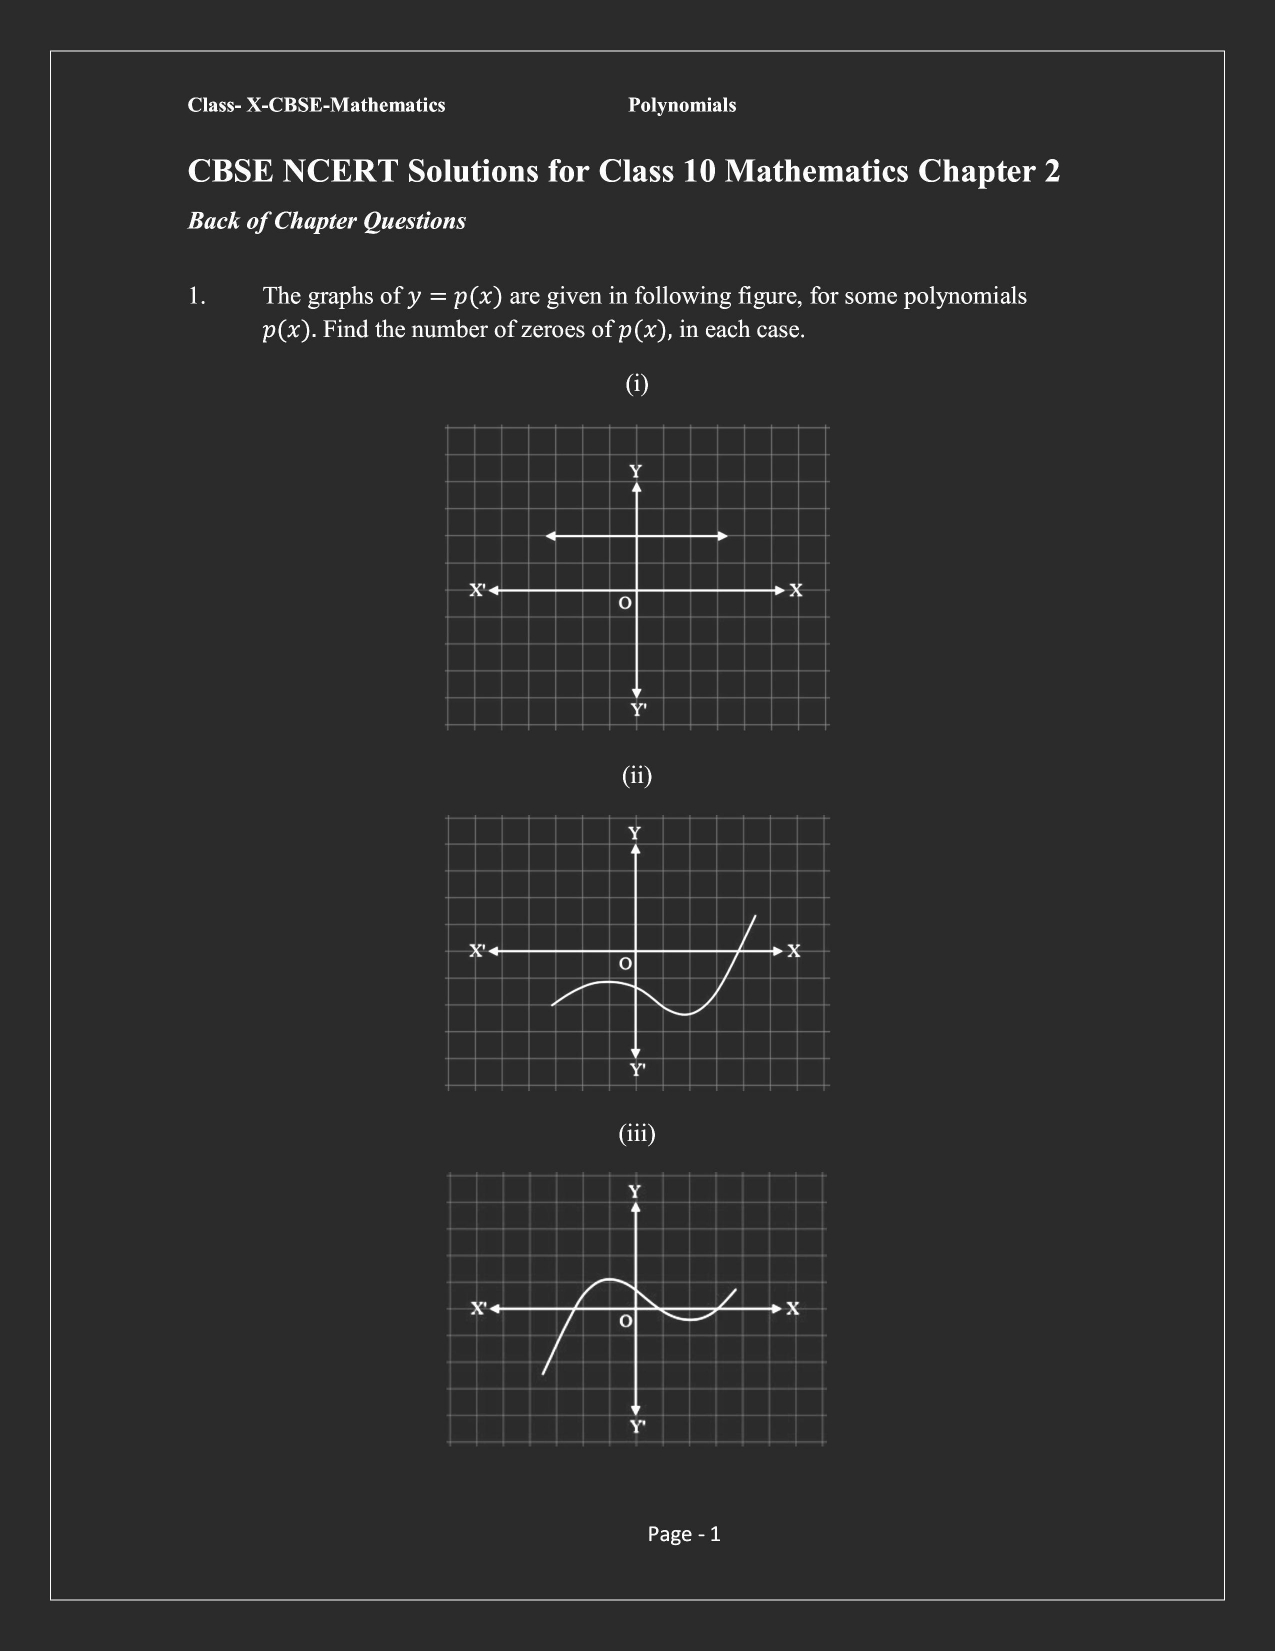 Class- X-CBSE-Mathematics Polynomials
CBSE NCERT Solutions for Class 10 Mathematics Chapter 2
Back of Chapter Questions
1. The graphs of y = p(x) are given in following figure, for some polynomials
p(x). Find the number of zeroes of p(x), in each case.
(i)
Y
X' X
O
Y'
(ii)
Y
X' X
O
Y'
(iii)
Y
X' X
O
Y'
Page - 1